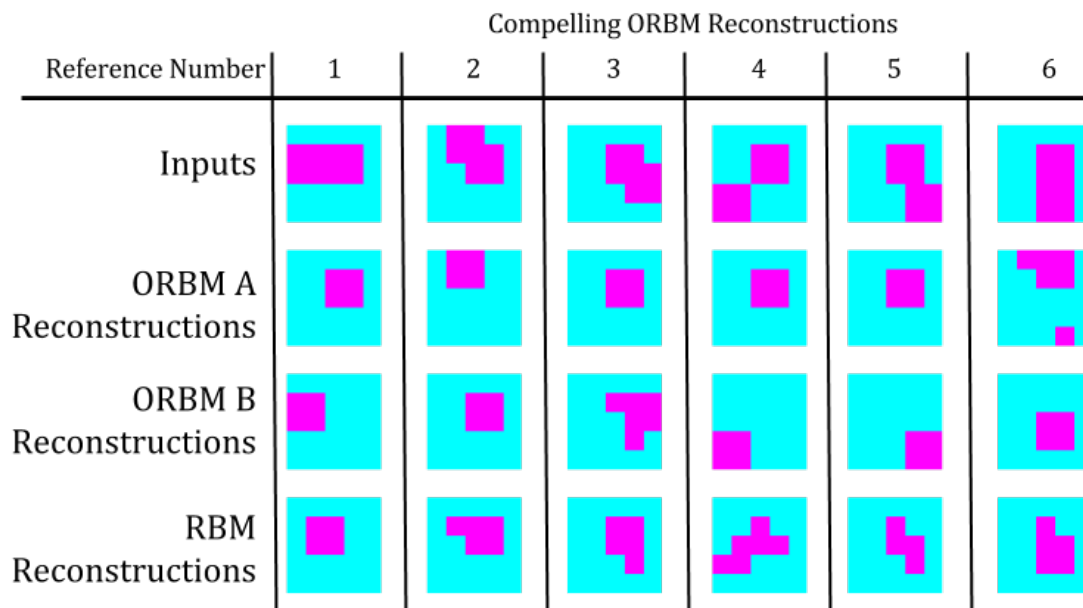 Compelling ORBM Reconstructions
Reference Number 1 2 3 4 5 6
Inputs
ORBM A
Reconstructions
ORBM B
Reconstructions
RBM
Reconstructions